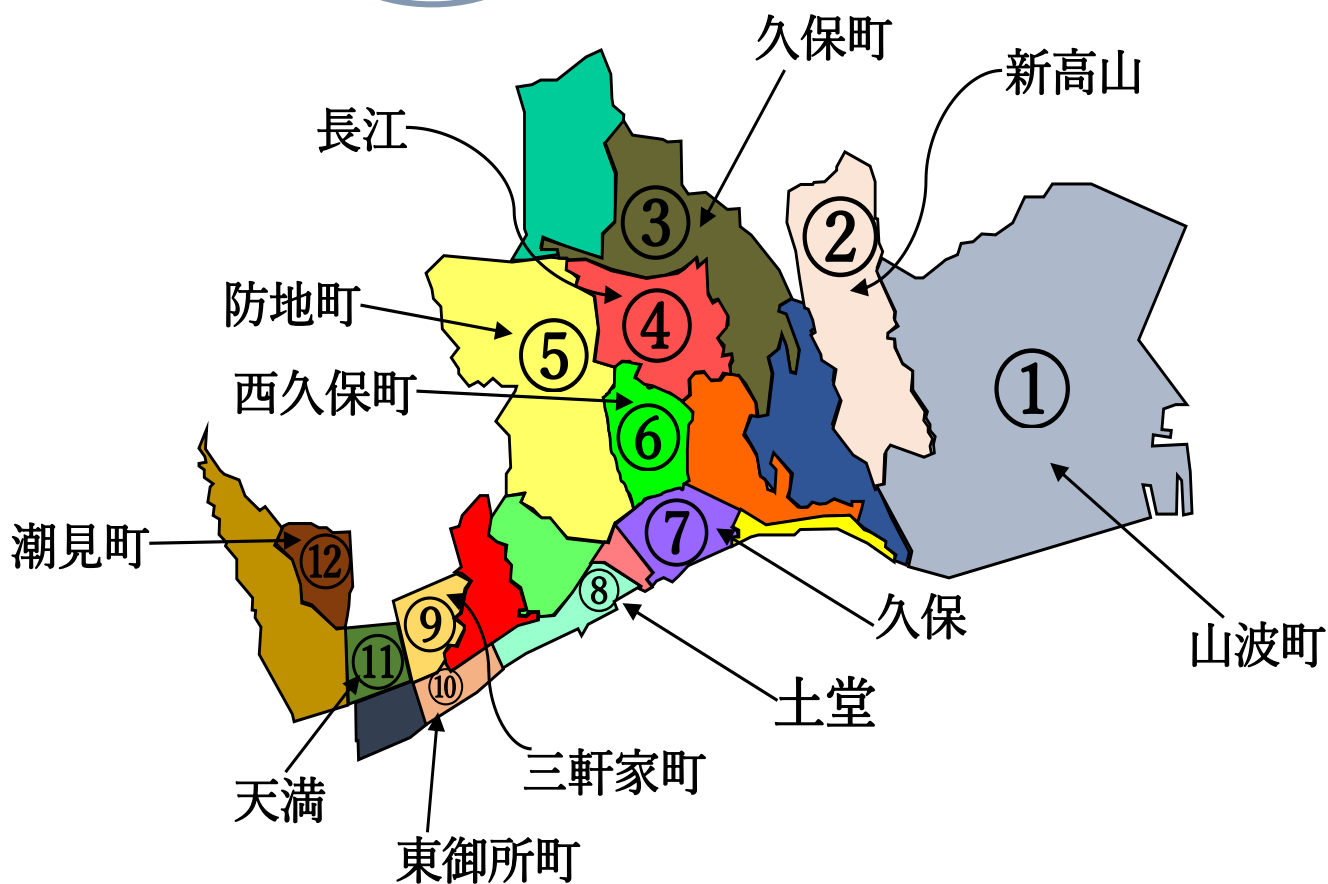 久保町
新高山
長江
③
②
防地町
④
⑤
①
西久保町
⑥
潮見町
⑦
⑫
⑧
久保
⑨
山波町
⑪
⑩
土堂
三軒家町
天満
東御所町